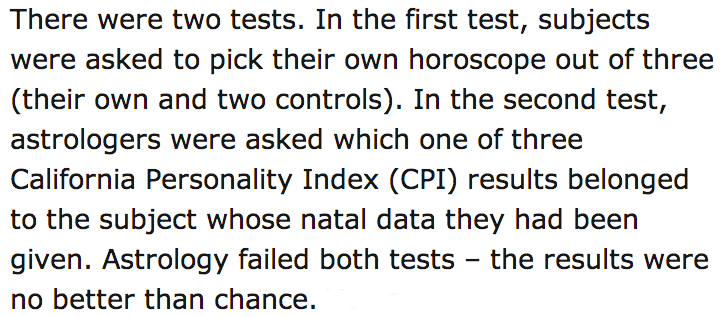 There were two tests. In the first test, subjects
were asked to pick their own horoscope out of three
(their own and two controls). In the second test,
astrologers were asked which one of three
California Personality Index (CPI) results belonged
to the subject whose natal data they had been
given. Astrology failed both tests – the results were
no better than chance.